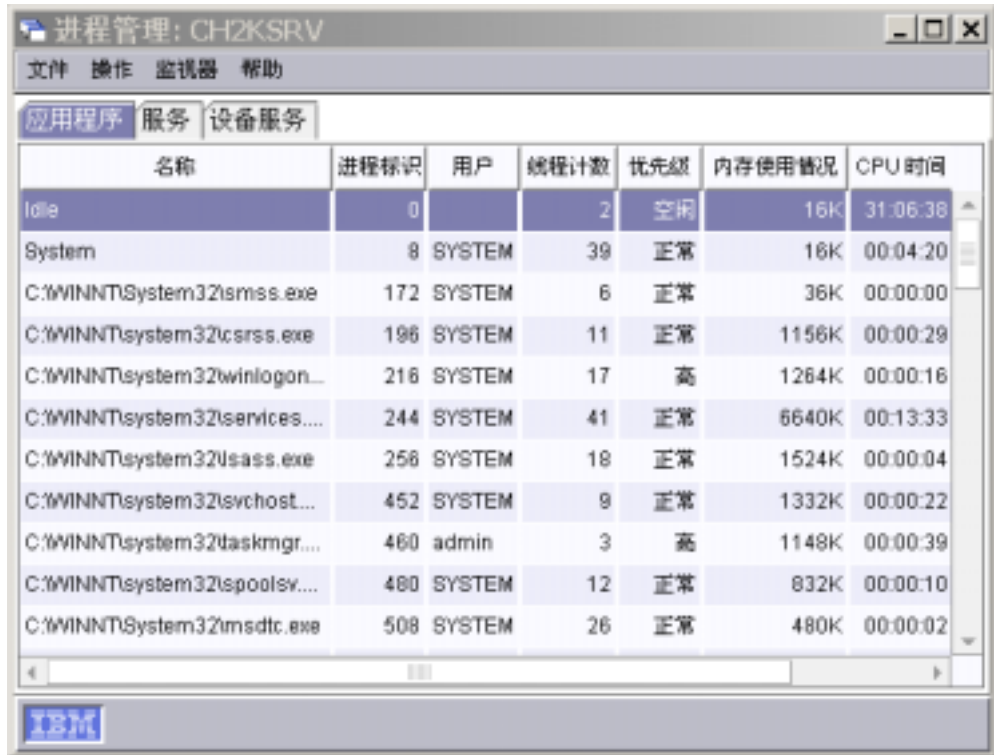 进程管理: CH2KSRV
文件 操作 监视器 帮助
应用程序 服务 设备服务
名称 进程标识 用户 线程计数 优先级 内存使用情况 CPU 时间
Idle 0 2 空闲 16K 31:06:38
System 8 SYSTEM 39 正常 16K 00:04:20
C:\WINNT\System32\smss.exe 172 SYSTEM 6 正常 36K 00:00:00
C:\WINNT\system32\csrss.exe 196 SYSTEM 11 正常 1156K 00:00:29
C:\WINNT\system32\winlogon... 216 SYSTEM 17 高 1264K 00:00:16
C:\WINNT\system32\services.... 244 SYSTEM 41 正常 6640K 00:13:33
C:\WINNT\system32\lsass.exe 256 SYSTEM 18 正常 1524K 00:00:04
C:\WINNT\system32\svchost.... 452 SYSTEM 9 正常 1332K 00:00:22
C:\WINNT\system32\taskmgr.... 460 admin 3 高 1148K 00:00:39
C:\WINNT\system32\spoolsv.... 480 SYSTEM 12 正常 832K 00:00:10
C:\WINNT\System32\msdtc.exe 508 SYSTEM 26 正常 480K 00:00:02
IBM